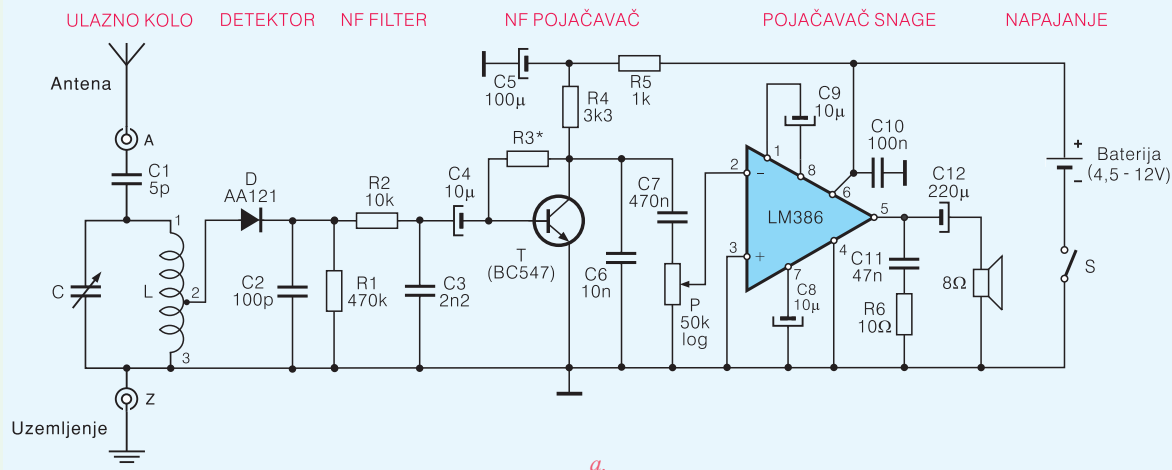 ULAZNO KOLO
DETEKTOR
NF FILTER
NF POJAČAVAČ
POJAČAVAČ SNAGE
NAPAJANJE
Antena
A
C1
5p
C
L
1
2
3
D
AA121
C2
100p
R1
470k
R2
10k
C3
2n2
C4
10µ
C5
100µ
R4
3k3
R5
1k
R3*
T
(BC547)
C6
10n
C7
470n
P
50k
log
2
-
3
+
1
8
6
5
4
7
LM386
C9
10µ
C10
100n
C8
10µ
C11
47n
R6
10Ω
C12
220µ
8Ω
+
Baterija
(4,5 - 12V)
-
S
Z
Uzemljenje
a.